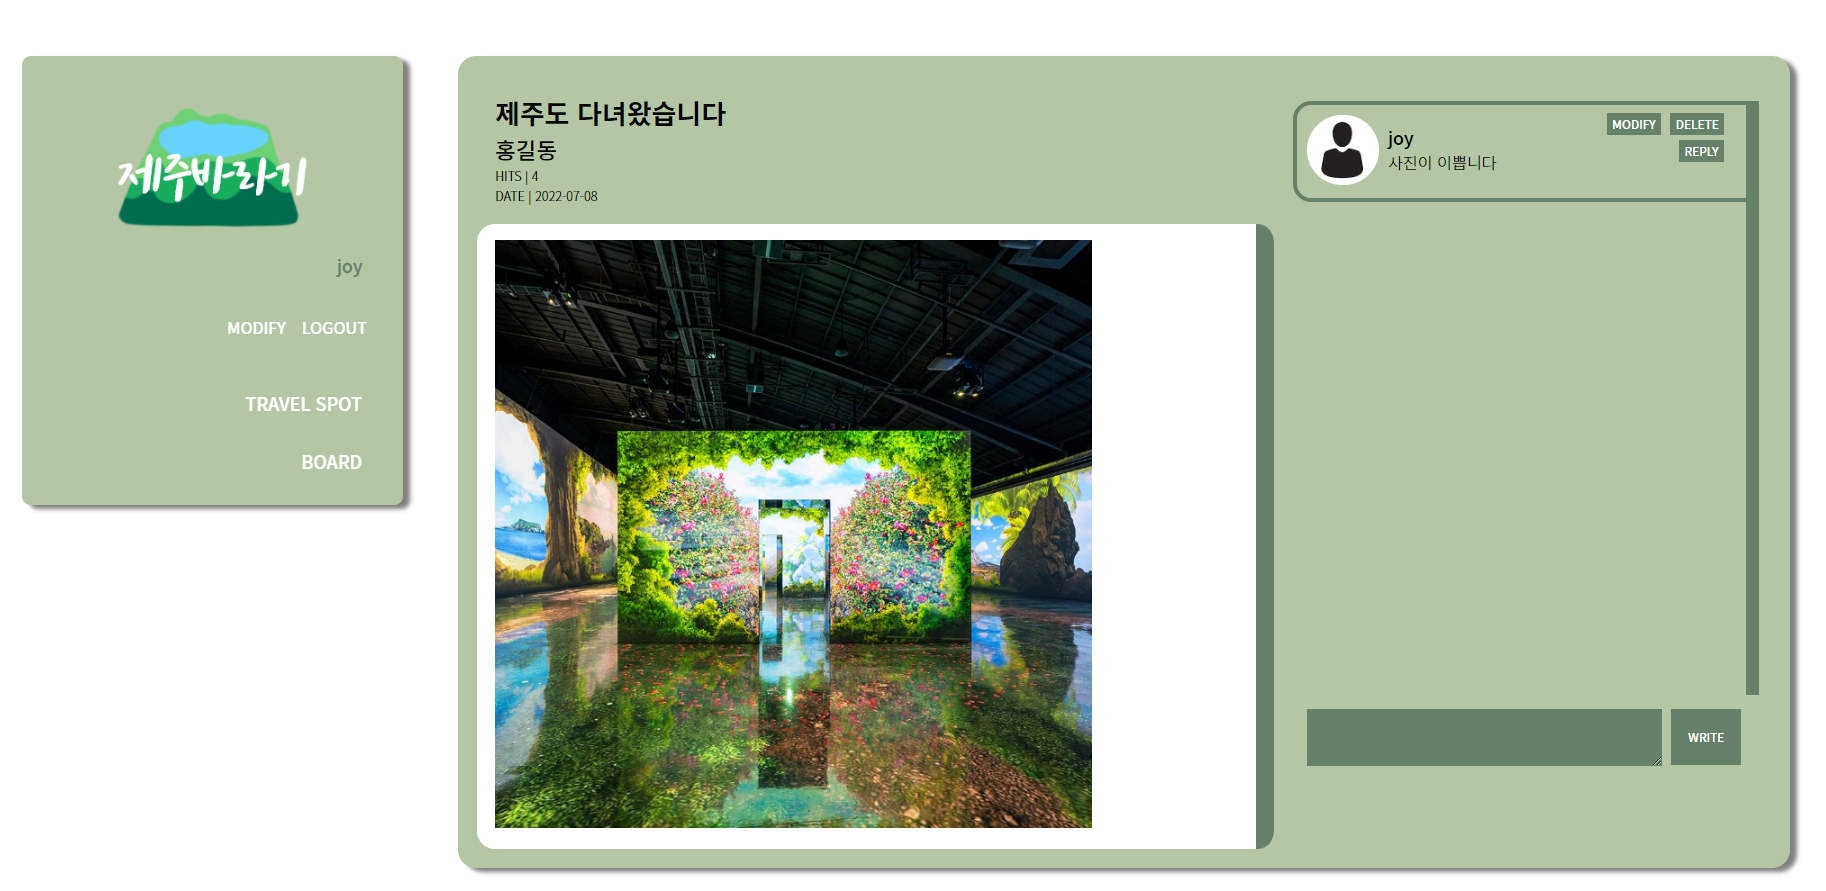 제주바라기
joy
MODIFY LOGOUT
TRAVEL SPOT
BOARD
제주도 다녀왔습니다
홍길동
HITS | 4
DATE | 2022-07-08
joy
사진이 이쁩니다
MODIFY DELETE
REPLY
WRITE